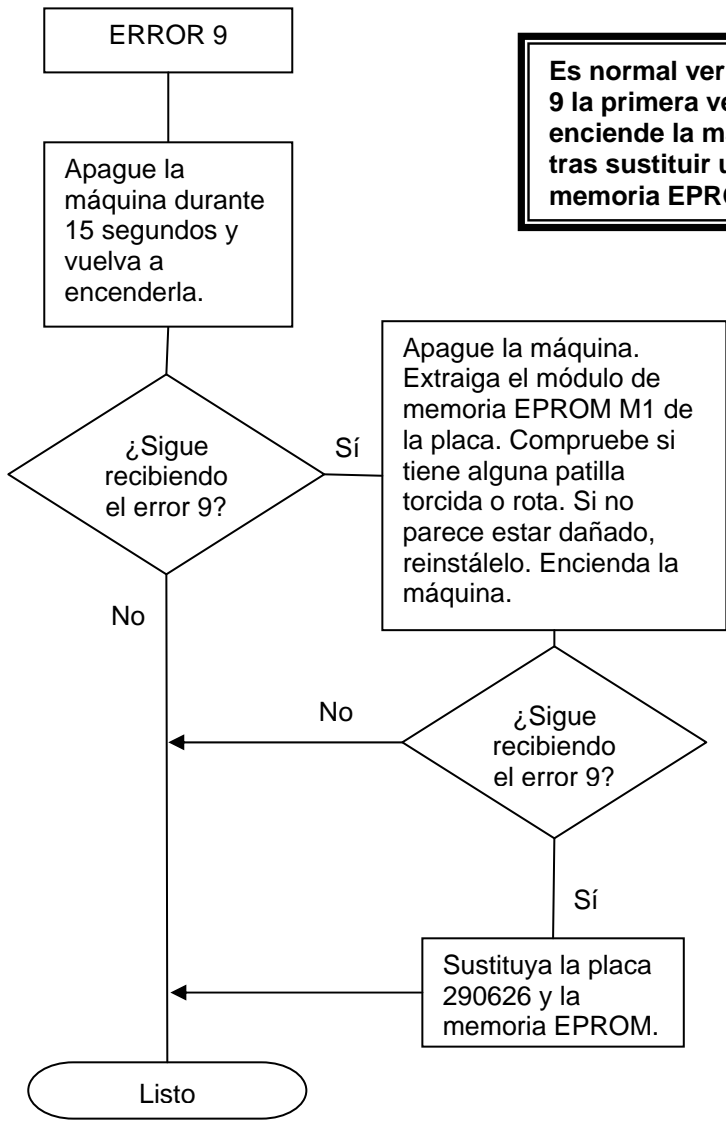 ERROR 9
Es normal ver
9 la primera
enciende la
tras sustituir
memoria
Apague la
máquina durante
15 segundos y
vuelva a
encenderla.
Apague la máquina.
Extraiga el módulo de
memoria EPROM M1 de
la placa. Compruebe si
tiene alguna patilla
torcida o rota. Si no
parece estar dañado,
reinstálelo. Encienda la
máquina.
¿Sigue
recibiendo
el error 9?
Sí
No
No
¿Sigue
recibiendo
el error 9?
Sí
Sustituya la placa
290626 y la
memoria EPROM.
Listo